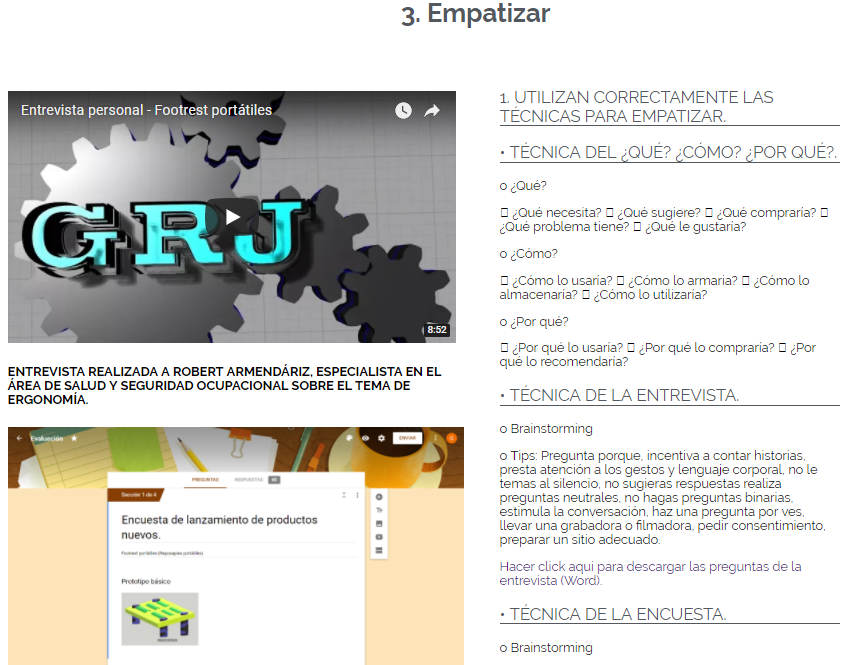 3. Empatizar
Entrevista personal - Footrest portátiles
GRJ
8:52
ENTREVISTA REALIZADA A ROBERT ARMENDÁRIZ, ESPECIALISTA EN EL
ÁREA DE SALUD Y SEGURIDAD OCUPACIONAL SOBRE EL TEMA DE
ERGONOMÍA.
Evaluación
ENVIAR
PREGUNTAS
RESPUESTAS
Sección 1 de 4
Encuesta de lanzamiento de productos
nuevos.
Footrest portátiles (Reposapies portátiles)
Prototipo básico
1. UTILIZAN CORRECTAMENTE LAS
TÉCNICAS PARA EMPATIZAR.
• TÉCNICA DEL ¿QUÉ? ¿CÓMO? ¿POR QUÉ?.
o ¿Qué?
 ¿Qué necesita?  ¿Qué sugiere?  ¿Qué compraría? 
¿Qué problema tiene?  ¿Qué le gustaría?
o ¿Cómo?
 ¿Cómo lo usaría?  ¿Cómo lo armaria?  ¿Cómo lo
almacenaría?  ¿Cómo lo utilizaría?
o ¿Por qué?
 ¿Por qué lo usaría?  ¿Por qué lo compraría?  ¿Por
qué lo recomendaría?
• TÉCNICA DE LA ENTREVISTA.
o Brainstorming
o Tips: Pregunta porque, incentiva a contar historias,
presta atención a los gestos y lenguaje corporal, no le
temas al silencio, no sugieras respuestas realiza
preguntas neutrales, no hagas preguntas binarias,
estimula la conversación, haz una pregunta por ves,
llevar una grabadora o filmadora, pedir consentimiento,
preparar un sitio adecuado.
Hacer click aqui para descargar las preguntas de la
entrevista (Word).
• TÉCNICA DE LA ENCUESTA.
o Brainstorming